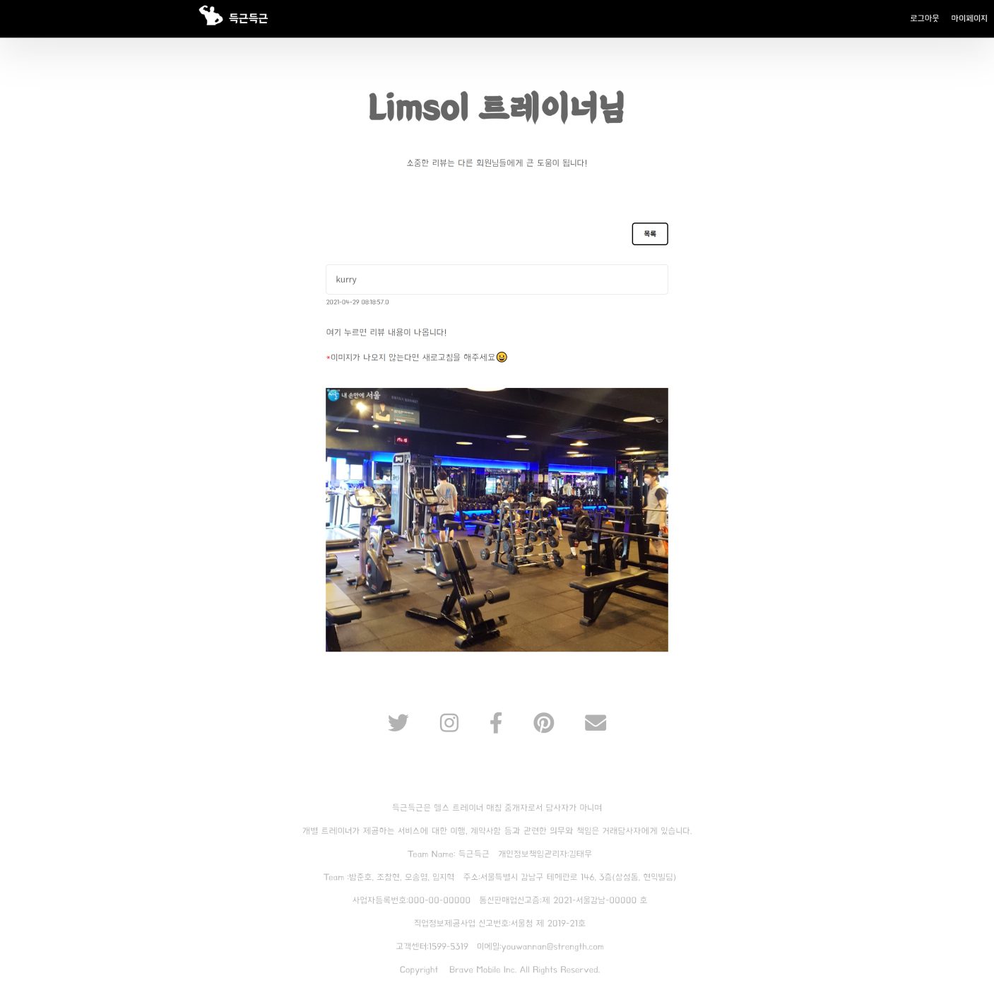 득근득근
로그아웃 마이페이지
Limsol 트레이너님
소중한 리뷰는 다른 회원님들에게 큰 도움이 됩니다!
목록
kurry
2021-04-29 08:18:57.0
여기 누르면 리뷰 내용이 나옵니다!
*이미지가 나오지 않는다면 새로고침을 해주세요😀
내 손안에 서울
득근득근은 헬스 트레이너 매칭 중개자로서 당사자가 아니며
개별 트레이너가 제공하는 서비스에 대한 이행, 계약사항 등과 관련한 의무와 책임은 거래당사자에게 있습니다.
Team Name: 득근득근 개인정보책임관리자:김태우
Team :방준호, 조창현, 오송영, 임지혁 주소:서울특별시 강남구 테헤란로 146, 3층(삼성동, 현익빌딩)
사업자등록번호:000-00-00000 통신판매업신고증:제 2021-서울강남-00000 호
직업정보제공사업 신고번호:서울청 제 2019-21호
고객센터:1599-5319 이메일:youwannan@strength.com
Copyright Brave Mobile Inc. All Rights Reserved.